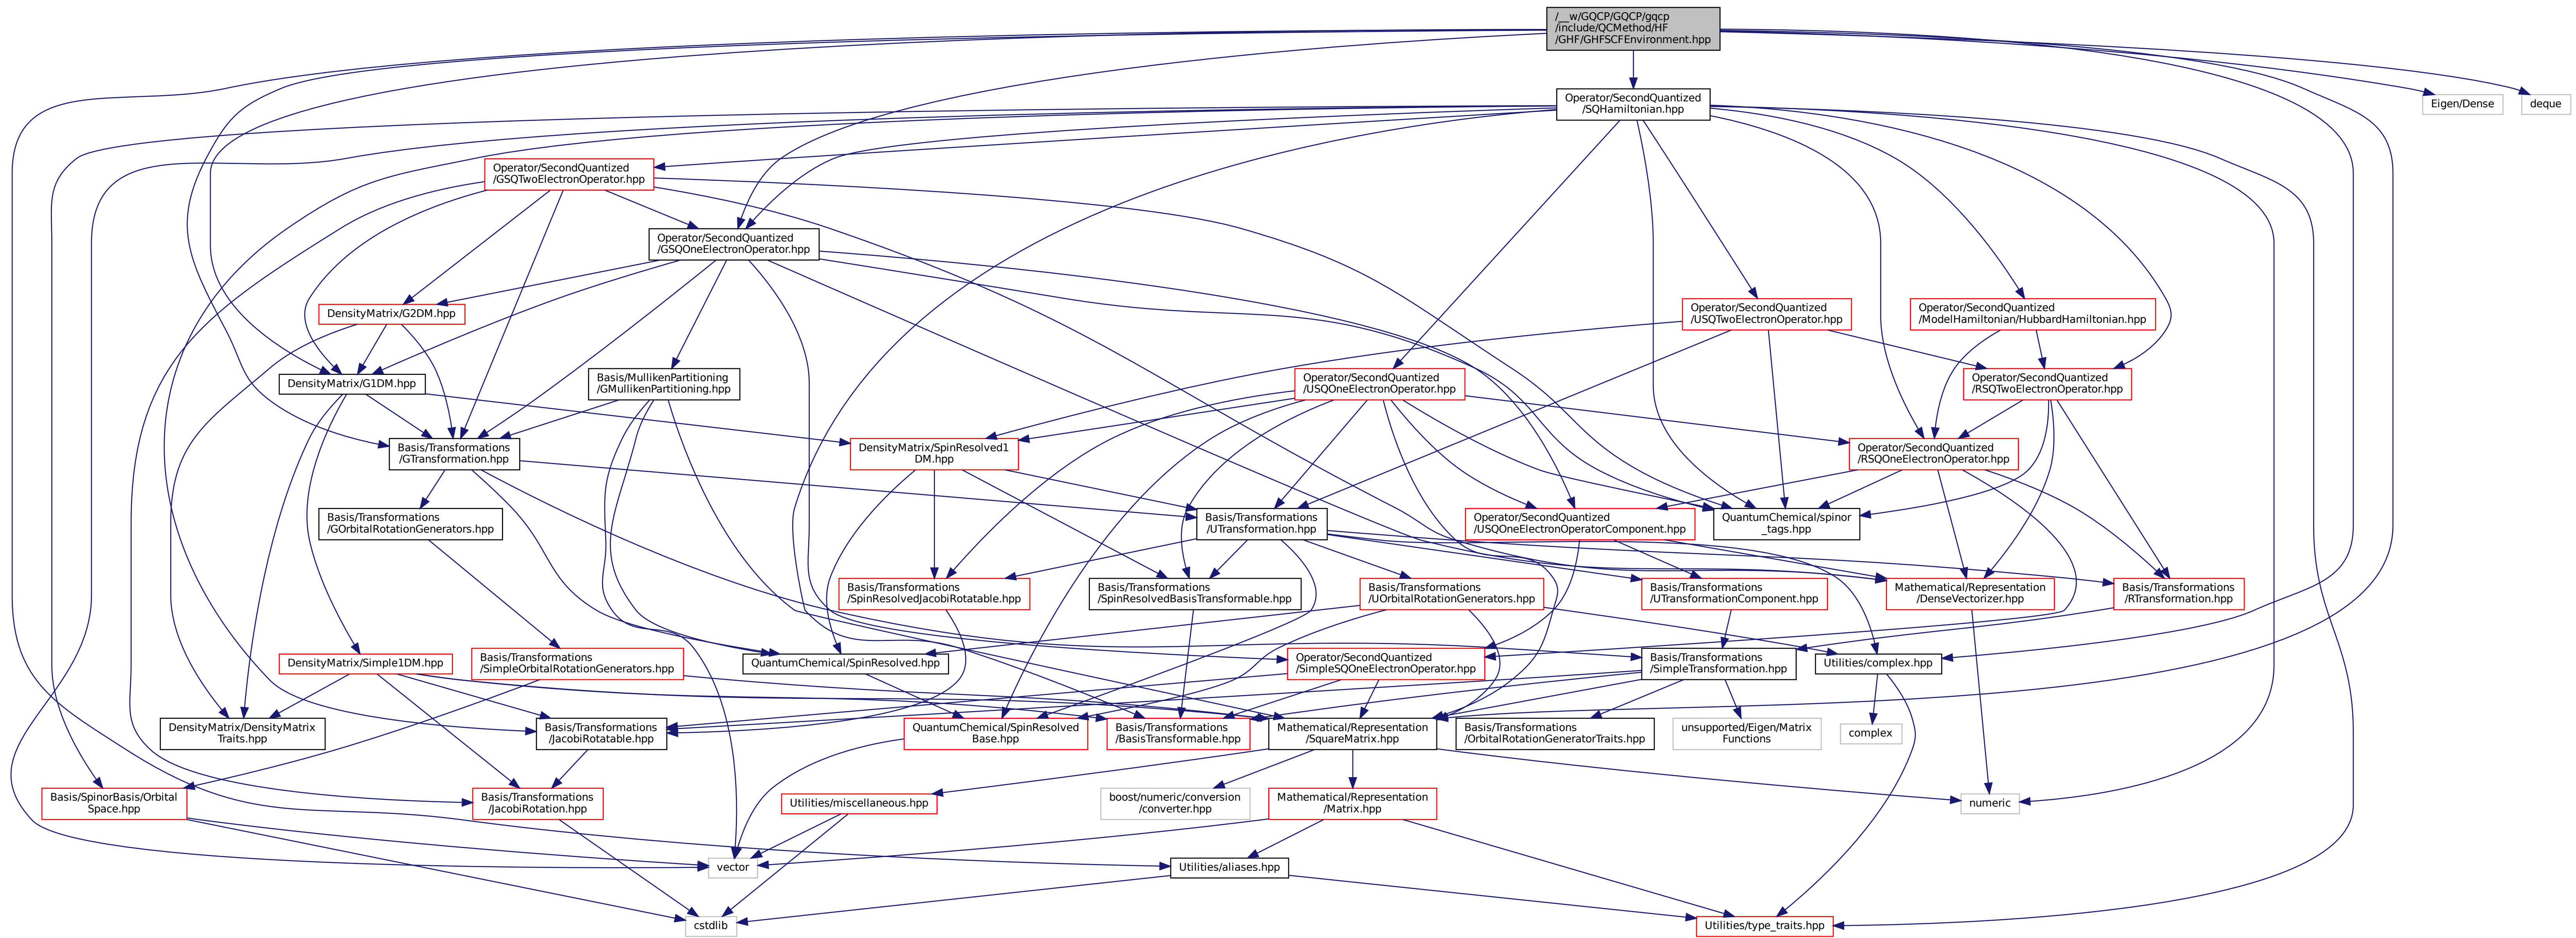 /__w/GQCP/GQCP/gqcp
/include/QCMethod/HF
/GHF/GHFSCFEnvironment.hpp
Operator/SecondQuantized
/SQHamiltonian.hpp
Eigen/Dense
deque
Operator/SecondQuantized
/GSQTwoElectronOperator.hpp
Operator/SecondQuantized
/GSQOneElectronOperator.hpp
DensityMatrix/G2DM.hpp
Operator/SecondQuantized
/USQTwoElectronOperator.hpp
Operator/SecondQuantized
/ModelHamiltonian/HubbardHamiltonian.hpp
DensityMatrix/G1DM.hpp
Basis/MullikenPartitioning
/GMullikenPartitioning.hpp
Operator/SecondQuantized
/USQOneElectronOperator.hpp
Operator/SecondQuantized
/RSQTwoElectronOperator.hpp
Basis/Transformations
/GTransformation.hpp
DensityMatrix/SpinResolved1
DM.hpp
Operator/SecondQuantized
/RSQOneElectronOperator.hpp
Basis/Transformations
/GOrbitalRotationGenerators.hpp
Basis/Transformations
/UTransformation.hpp
Operator/SecondQuantized
/USQOneElectronOperatorComponent.hpp
QuantumChemical/spinor
_tags.hpp
Basis/Transformations
/SpinResolvedJacobiRotatable.hpp
Basis/Transformations
/SpinResolvedBasisTransformable.hpp
Basis/Transformations
/UOrbitalRotationGenerators.hpp
Basis/Transformations
/UTransformationComponent.hpp
Mathematical/Representation
/DenseVectorizer.hpp
Basis/Transformations
/RTransformation.hpp
DensityMatrix/Simple1DM.hpp
Basis/Transformations
/SimpleOrbitalRotationGenerators.hpp
QuantumChemical/SpinResolved.hpp
Operator/SecondQuantized
/SimpleSQOneElectronOperator.hpp
Basis/Transformations
/SimpleTransformation.hpp
Utilities/complex.hpp
DensityMatrix/DensityMatrix
Traits.hpp
Basis/Transformations
/JacobiRotatable.hpp
QuantumChemical/SpinResolved
Base.hpp
Basis/Transformations
/BasisTransformable.hpp
Mathematical/Representation
/SquareMatrix.hpp
Basis/Transformations
/OrbitalRotationGeneratorTraits.hpp
unsupported/Eigen/Matrix
Functions
complex
Basis/SpinorBasis/Orbital
Space.hpp
Basis/Transformations
/JacobiRotation.hpp
Utilities/miscellaneous.hpp
boost/numeric/conversion
/converter.hpp
Mathematical/Representation
/Matrix.hpp
numeric
vector
Utilities/aliases.hpp
cstdlib
Utilities/type_traits.hpp